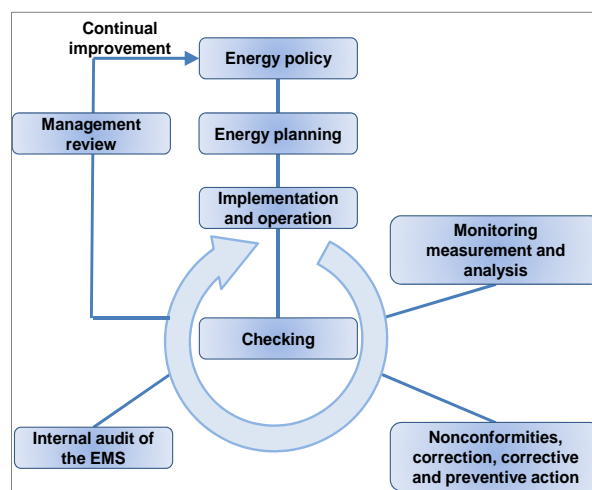 Continual
improvement
Energy policy
Management
review
Energy planning
Implementation
and operation
Monitoring
measurement and
analysis
Checking
Internal audit of
the EMS
Nonconformities,
correction, corrective
and preventive action